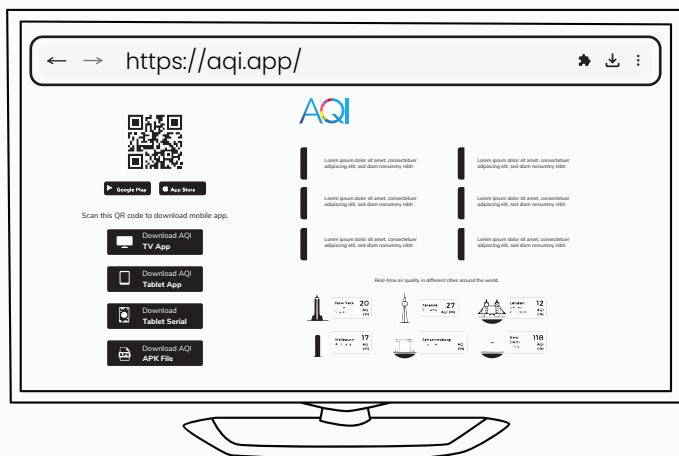 https://aqi.app/
AQI
Google Play
App Store
Scan this QR code to download mobile app.
Download AQI
TV App
Download AQI
Tablet App
Download
Tablet Serial
Download AQI
APK File
Lorem ipsum dolor sit amet, consectetuer
adipiscing elit, sed diam nonummy nibh
Lorem ipsum dolor sit amet, consectetuer
adipiscing elit, sed diam nonummy nibh
Lorem ipsum dolor sit amet, consectetuer
adipiscing elit, sed diam nonummy nibh
Lorem ipsum dolor sit amet, consectetuer
adipiscing elit, sed diam nonummy nibh
Lorem ipsum dolor sit amet, consectetuer
adipiscing elit, sed diam nonummy nibh
Lorem ipsum dolor sit amet, consectetuer
adipiscing elit, sed diam nonummy nibh
Real-time air quality in different cities around the world.
New York 20
AQI
27
AQI
London 12
AQI
17
AQI
AQI
New 118
Delhi AQI